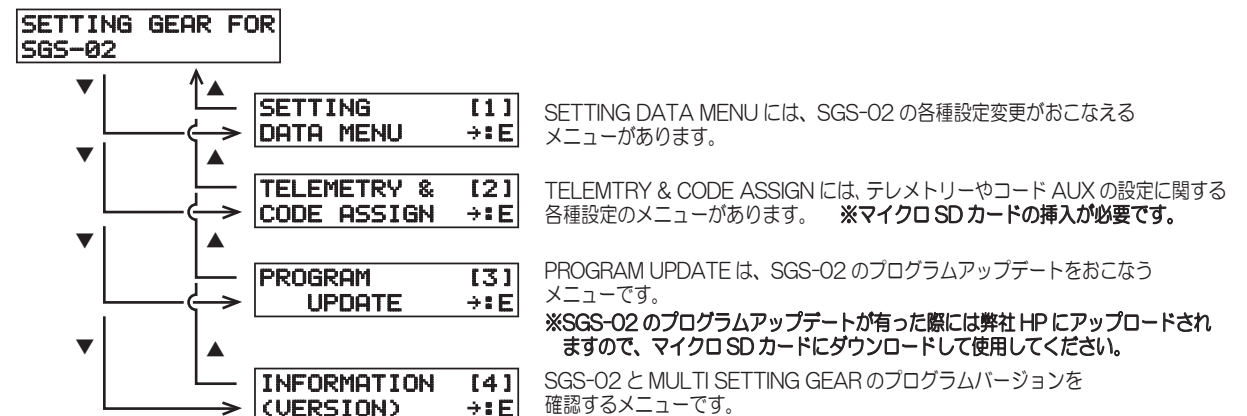 SETTING GEAR FOR
SGS-02
▼
▲
SETTING [1]
DATA MENU →:E
SETTING DATA MENU には、SGS-02 の各種設定変更がおこなえる
メニューがあります。
▼
▲
TELEMETRY & [2]
CODE ASSIGN →:E
TELEMTRY & CODE ASSIGN には、テレメトリーやコード AUX の設定に関する
各種設定のメニューがあります。 ※マイクロ SD カードの挿入が必要です。
▼
▲
PROGRAM [3]
UPDATE →:E
PROGRAM UPDATE は、SGS-02 のプログラムアップデートをおこなう
メニューです。
※SGS-02 のプログラムアップデートが有った際には弊社 HP にアップロードされ
ますので、マイクロ SD カードにダウンロードして使用してください。
▼
▲
INFORMATION [4]
(VERSION) →:E
SGS-02 と MULTI SETTING GEAR のプログラムバージョンを
確認するメニューです。